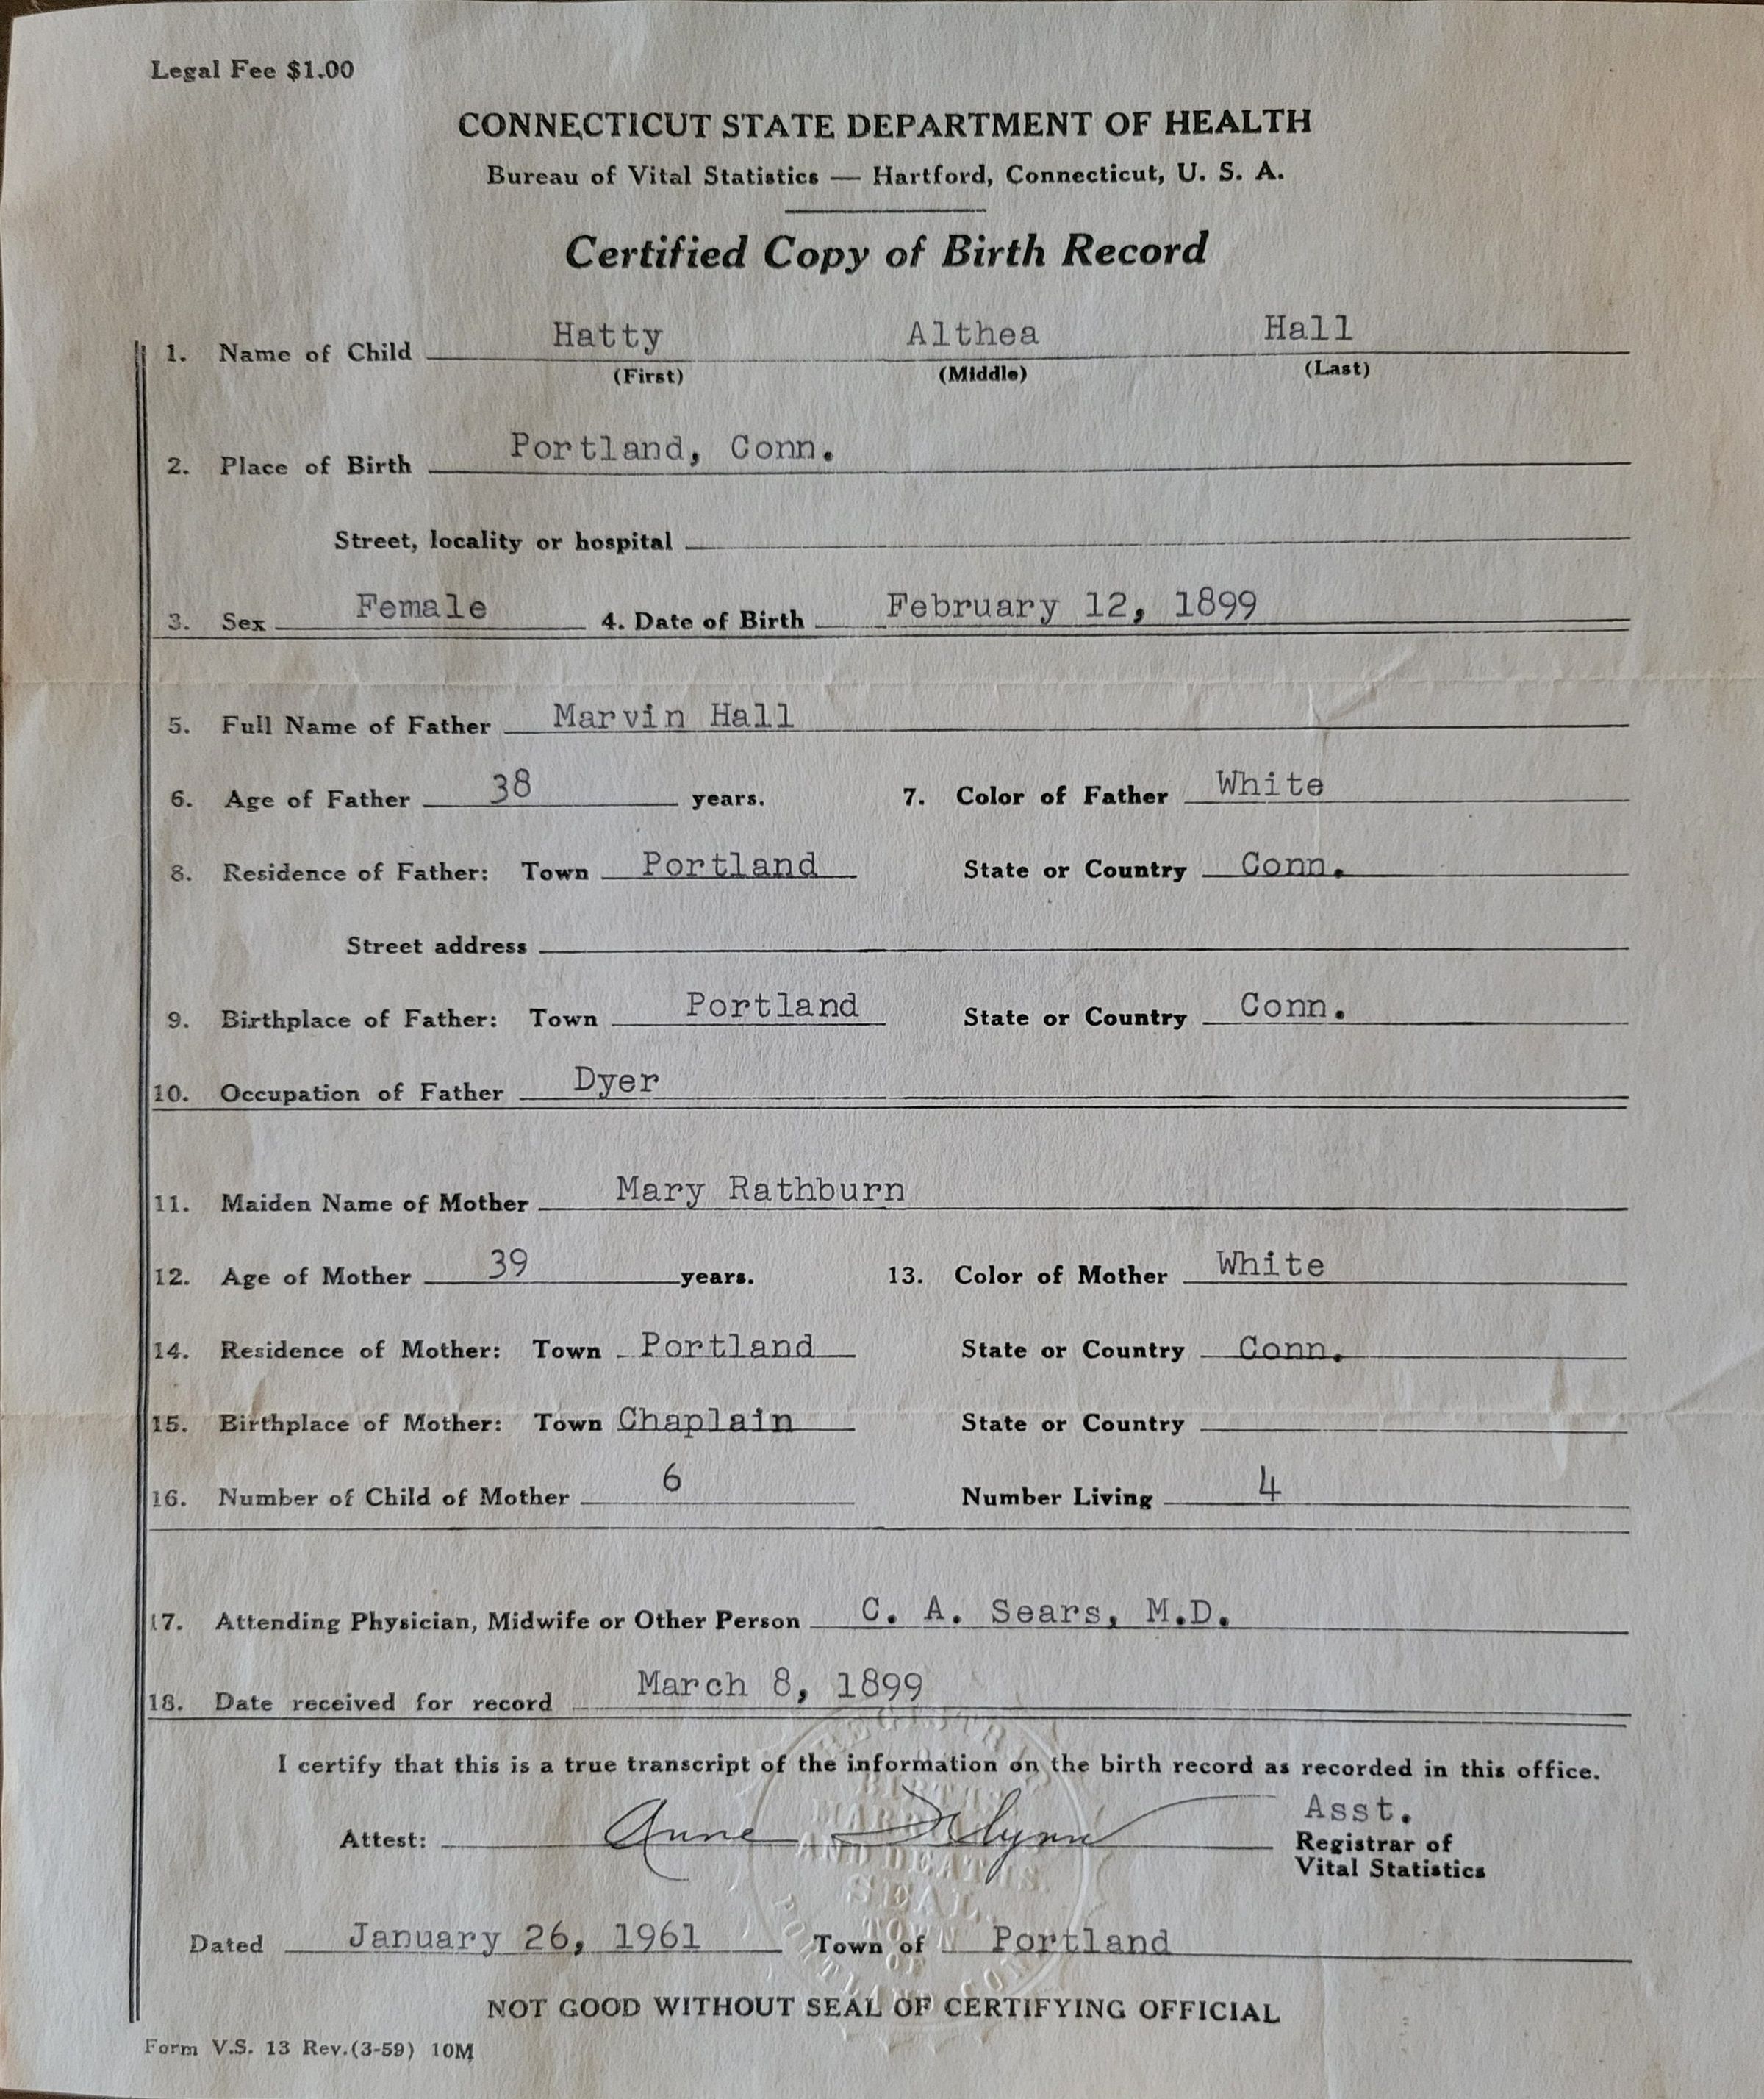 Legal Fee $1.00
CONNECTICUT STATE DEPARTMENT OF HEALTH
Bureau of Vital Statistics — Hartford, Connecticut, U. S. A.
Certified Copy of Birth Record
1. Name of Child Hatty Althea Hall
(First) (Middle) (Last)
2. Place of Birth Portland, Conn.
Street, locality or hospital
3. Sex Female 4. Date of Birth February 12, 1899
5. Full Name of Father Marvin Hall
6. Age of Father 38 years. 7. Color of Father White
8. Residence of Father: Town Portland State or Country Conn.
Street address
9. Birthplace of Father: Town Portland State or Country Conn.
10. Occupation of Father Dyer
11. Maiden Name of Mother Mary Rathburn
12. Age of Mother 39 years. 13. Color of Mother White
14. Residence of Mother: Town Portland State or Country Conn.
15. Birthplace of Mother: Town Chaplain State or Country
16. Number of Child of Mother 6 Number Living 4
17. Attending Physician, Midwife or Other Person C. A. Sears, M.D.
18. Date received for record March 8, 1899
I certify that this is a true transcript of the information on the birth record as recorded in this office.
Attest: Anne Asst.
Registrar of
Vital Statistics
Dated January 26, 1961 Town of Portland
NOT GOOD WITHOUT SEAL OF CERTIFYING OFFICIAL
Form V.S. 13 Rev.(3-59) 10M
AND DEATHS
SEAL
TOWN
OF